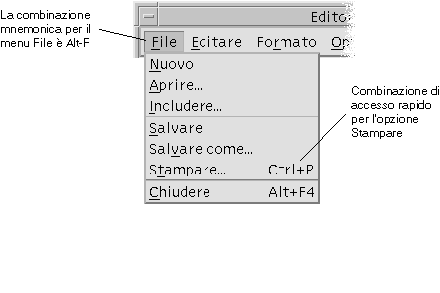 La combinazione
mnemonica per il
menu File è Alt-F
Edito
File Ecitare Formato Op
Nuovo
Aprire...
Includere...
Salvare
Salvare come...
Stampare... Ctrl+P
Chiudere Alt+F4
Combinazione di
accesso rapido
per l'opzione
Stampare